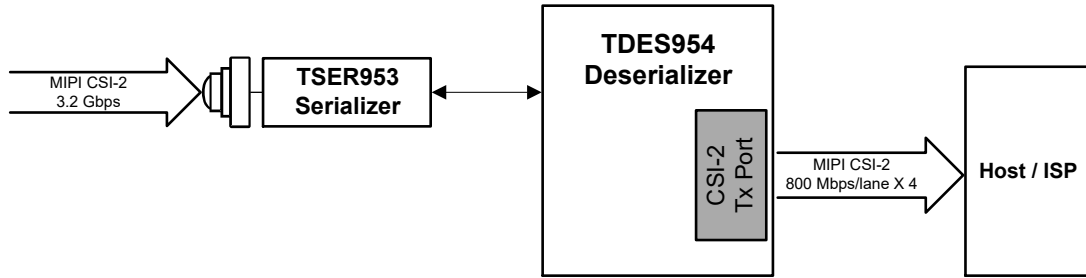 MIPI CSI-2
3.2 Gbps
TSER953
Serializer
TDES954
Deserializer
CSI-2
Tx Port
MIPI CSI-2
800 Mbps/lane X 4
Host / ISP